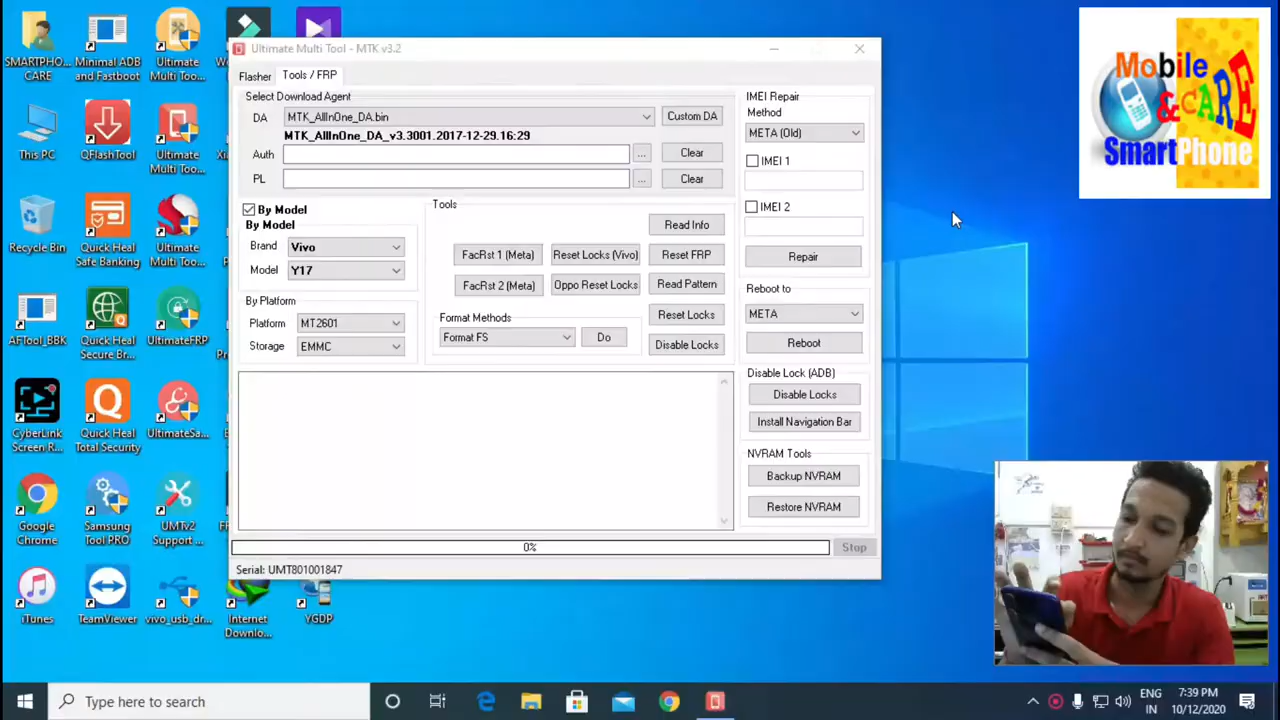 SMARTPHO...
CARE
Minimal ADB
and Fastboot
Ultimate
Multi Too...
This PC
QFlashTool
Ultimate
Multi Too...
Recycle Bin
Quick Heal
Safe Banking
Ultimate
Multi Too...
AFTool_BBK
Quick Heal
Secure Br...
UltimateFRP
CyberLink
Screen R...
Quick Heal
Total Security
UltimateSa...
Google
Chrome
Samsung
Tool PRO
UMTv2
Support ...
iTunes
TeamViewer
vivo_usb_dr...
Internet
Downlo...
YGDP
Ultimate Multi Tool - MTK v3.2
Flasher
Tools / FRP
Select Download Agent
DA
MTK_AllInOne_DA.bin
Custom DA
MTK_AllInOne_DA_v3.3001.2017-12-29.16:29
Auth
...
Clear
PL
...
Clear
By Model
By Model
Brand
Vivo
Model
Y17
By Platform
Platform
MT2601
Storage
EMMC
Tools
Read Info
FacRst 1 (Meta)
Reset Locks (Vivo)
Reset FRP
FacRst 2 (Meta)
Oppo Reset Locks
Read Pattern
Format Methods
Format FS
Do
Reset Locks
Disable Locks
IMEI Repair
Method
META (Old)
IMEI 1
IMEI 2
Repair
Reboot to
META
Reboot
Disable Lock (ADB)
Disable Locks
Install Navigation Bar
NVRAM Tools
Backup NVRAM
Restore NVRAM
0%
Stop
Serial: UMT801001847
Mobile
&
CARE
SmartPhone
Type here to search
ENG
IN
7:39 PM
10/12/2020